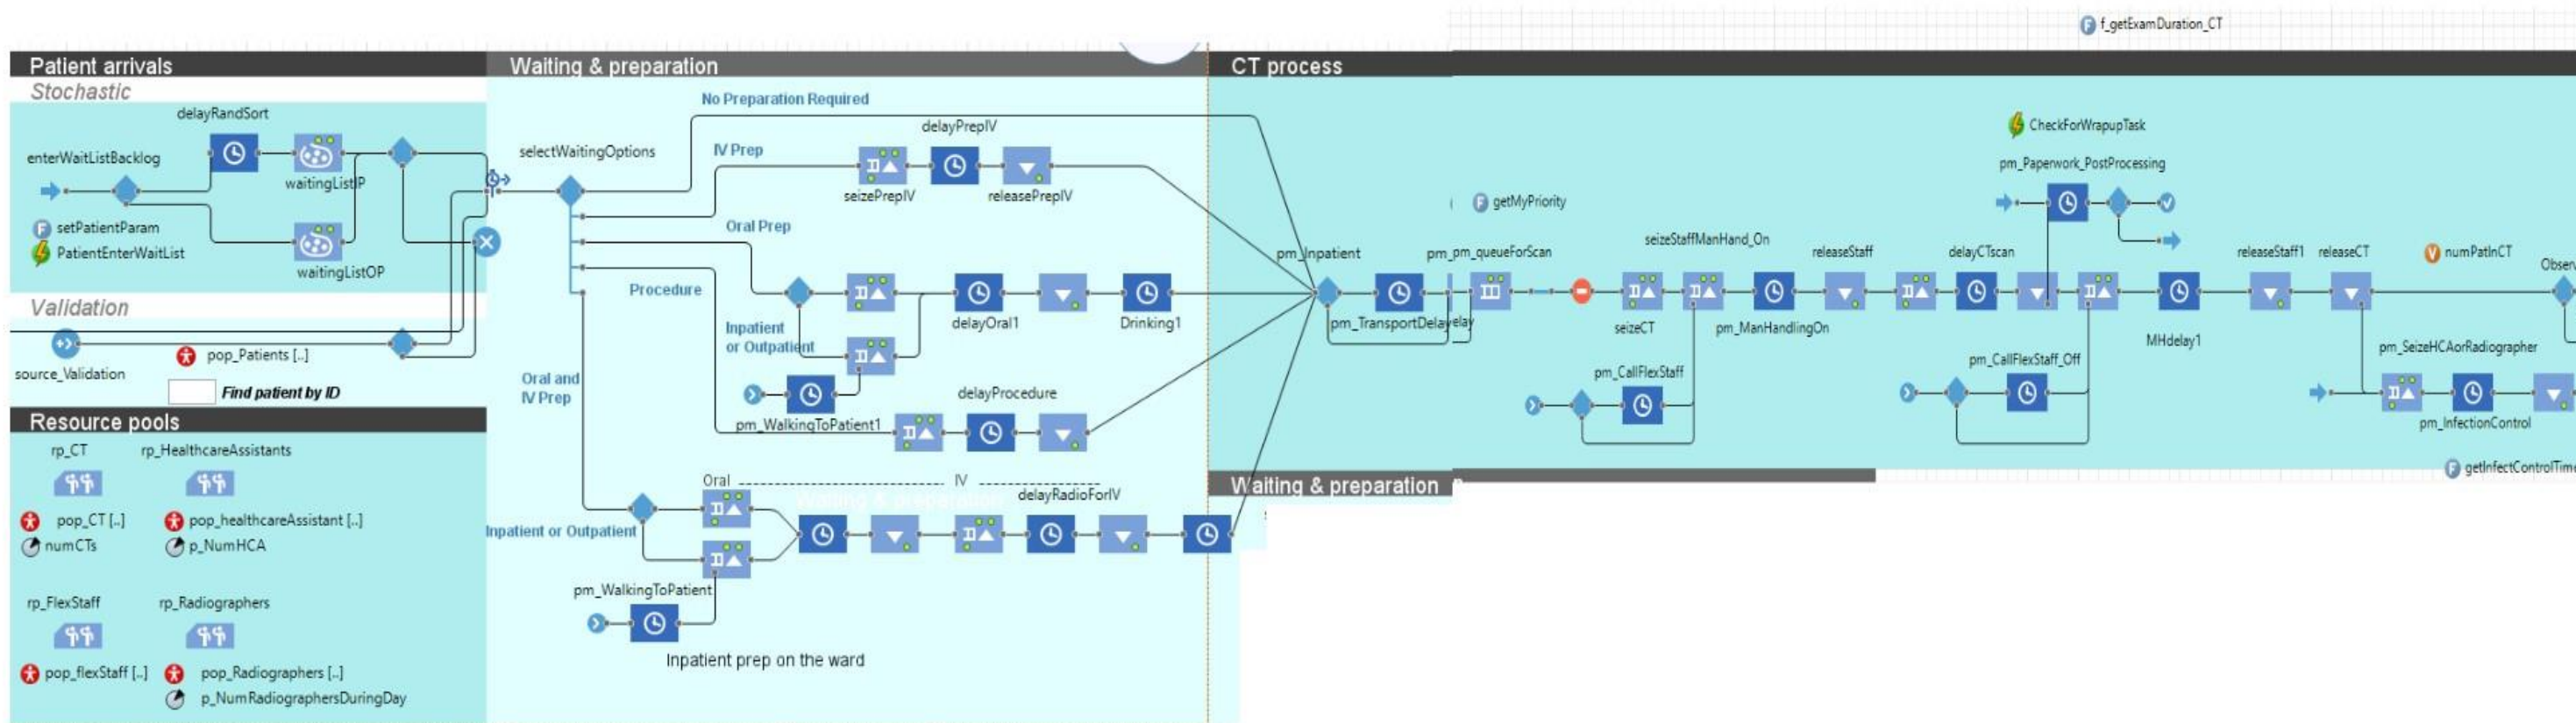 f_getExamDuration_CT
Patient arrivals
Waiting & preparation
CT process
Stochastic
No Preparation Required
delayRandSort
delayPrepIV
CheckForWrapupTask
enterWaitListBacklog
selectWaitingOptions
IV Prep
pm_Paperwork_PostProcessing
waitingListIP
seizePrepIV
releasePrepIV
getMyPriority
setPatientParam
Oral Prep
PatientEnterWaitList
seizeStaffManHand_On
pm_Inpatient
pm_pm_queueForScan
releaseStaff
delayCTscan
releaseStaff1
releaseCT
numPatInCT
Observ
waitingListOP
Procedure
Validation
delayOral1
Drinking1
pm_TransportDelay
elay
seizeCT
pm_ManHandlingOn
MHdelay1
Inpatient
or Outpatient
pop_Patients [..]
source_Validation
pm_SeizeHCAorRadiographer
pm_CallFlexStaff
pm_CallFlexStaff_Off
Find patient by ID
Oral and
IV Prep
delayProcedure
Resource pools
pm_WalkingToPatient1
pm_InfectionControl
rp_CT
rp_HealthcareAssistants
getInfectControlTime
Oral
IV
Waiting & preparation
Waiting & preparation
delayRadioForIV
pop_CT [..]
pop_healthcareAssistant [..]
numCTs
p_NumHCA
Inpatient or Outpatient
pm_WalkingToPatient
rp_FlexStaff
rp_Radiographers
Inpatient prep on the ward
pop_flexStaff [..]
pop_Radiographers [..]
p_NumRadiographersDuringDay